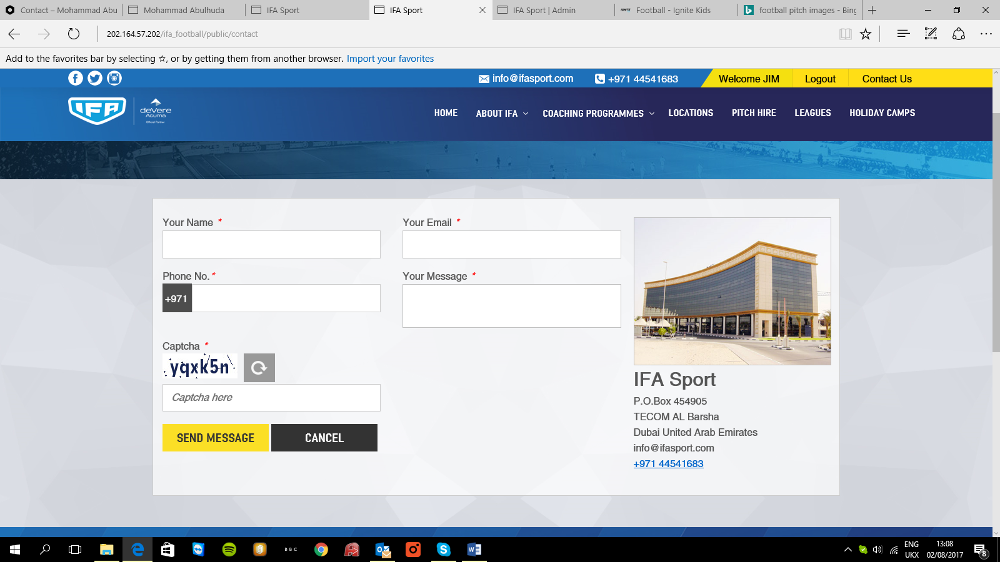 Contact – Mohammad Abu
Mohammad Abulhuda
IFA Sport
IFA Sport
IFA Sport | Admin
IGNITE
Football - Ignite Kids
football pitch images - Bing
202.164.57.202/ifa_football/public/contact
Add to the favorites bar by selecting ☆, or by getting them from another browser. Import your favorites
info@ifasport.com
+971 44541683
Welcome JIM
Logout
Contact Us
IFA
deVere
Acuma
Official Partner
HOME
ABOUT IFA
COACHING PROGRAMMES
LOCATIONS
PITCH HIRE
LEAGUES
HOLIDAY CAMPS
Your Name *
Your Email *
Phone No.*
+971
Your Message *
Captcha *
yqxk5n
Captcha here
SEND MESSAGE
CANCEL
IFA Sport
P.O.Box 454905
TECOM AL Barsha
Dubai United Arab Emirates
info@ifasport.com
+971 44541683
BBC
ENG
UKX
13:08
02/08/2017
8